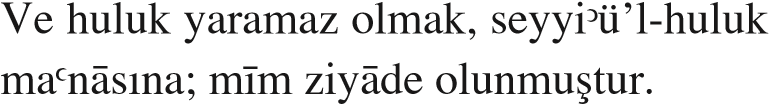 Ve huluk yaramaz olmak, seyyiʾü’l-huluk
maʿnāsına; mīm ziyāde olunmuştur.